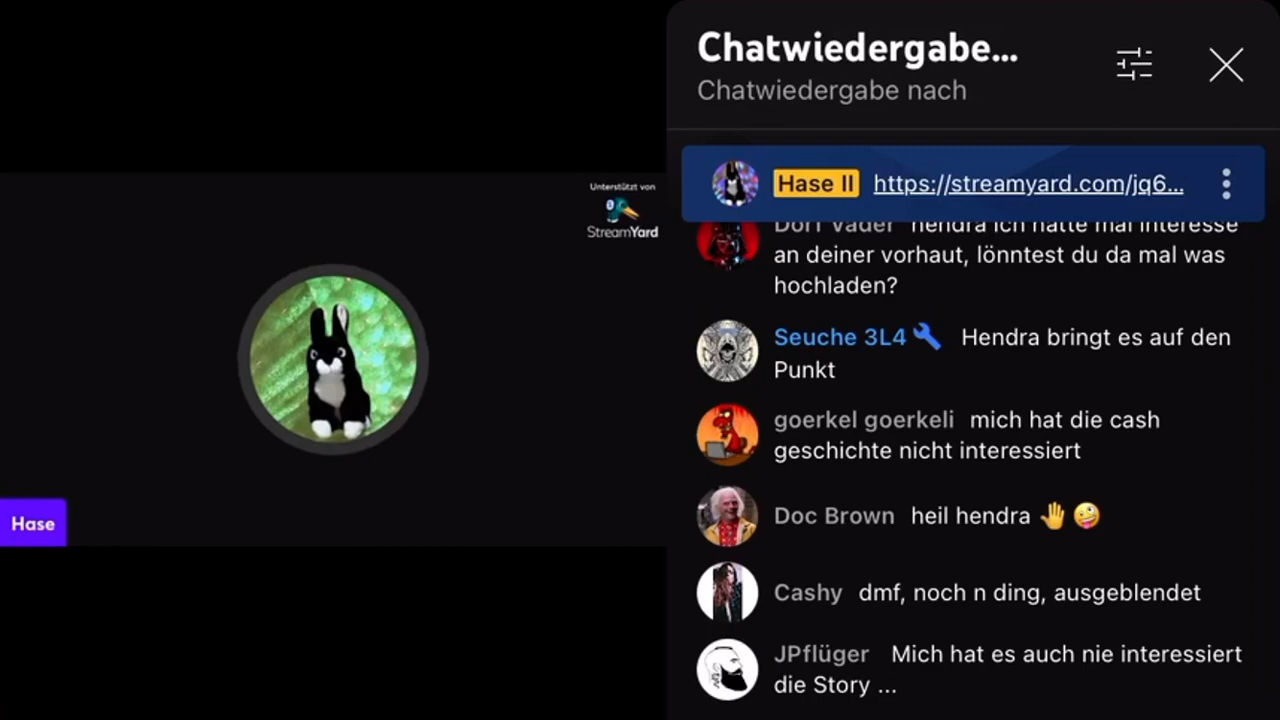 Unterstützt von
StreamYard
Hase
Chatwiedergabe...
Chatwiedergabe nach
Hase II https://streamyard.com/jq6...
Dorf Vader hendra ich hätte mal interesse
an deiner vorhaut, lönntest du da mal was
hochladen?
Seuche 3L4 🔧 Hendra bringt es auf den
Punkt
goerkel goerkeli mich hat die cash
geschichte nicht interessiert
Doc Brown heil hendra 🤚 🤪
Cashy dmf, noch n ding, ausgeblendet
JPflüger Mich hat es auch nie interessiert
die Story ...